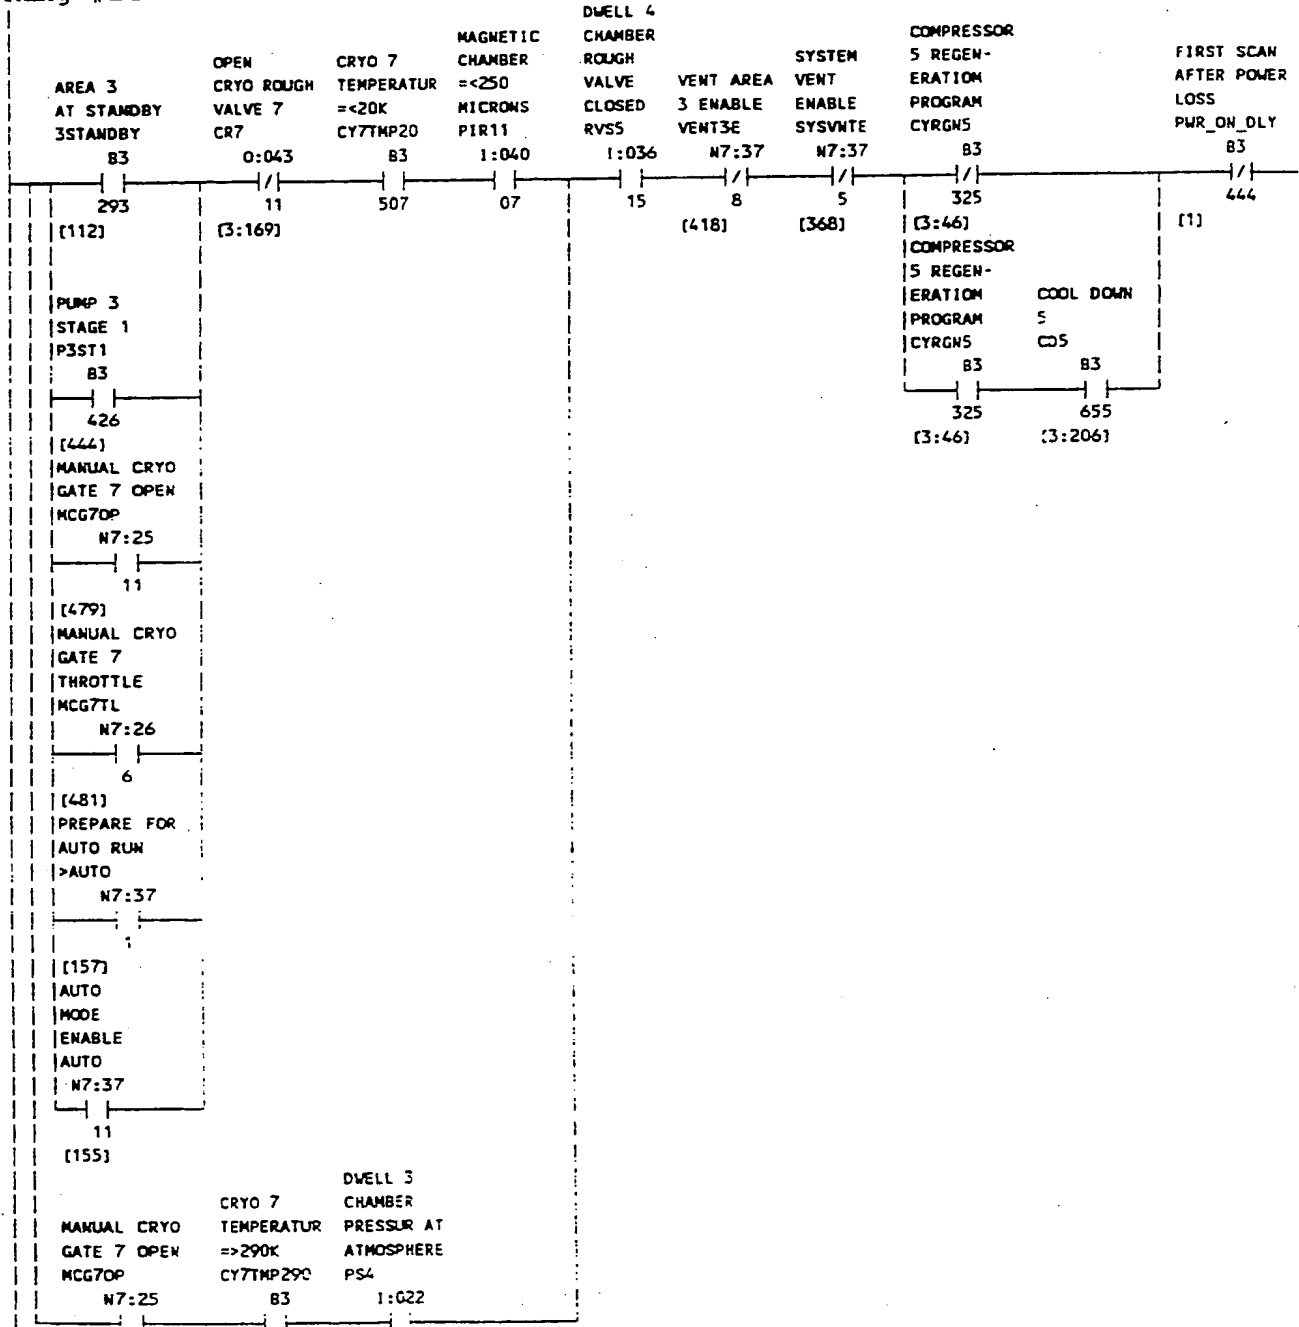 AREA 3
AT STANDBY
3STANDBY
B3
293
[112]
OPEN
CRYO ROUGH
VALVE 7
CR7
O:043
11
[3:169]
CRYO 7
TEMPERATUR
=<20K
CY7TMP20
B3
507
MAGNETIC
CHAMBER
=<250
MICRONS
PIR11
I:040
07
DWELL 4
CHAMBER
ROUGH
VALVE
CLOSED
RVS5
I:036
15
VENT AREA
3 ENABLE
VENT3E
N7:37
8
[418]
SYSTEM
VENT
ENABLE
SYSVNTE
N7:37
5
[368]
COMPRESSOR
5 REGEN-
ERATION
PROGRAM
CYRGN5
B3
325
[3:46]
FIRST SCAN
AFTER POWER
LOSS
PWR_ON_DLY
B3
444
[1]
COMPRESSOR
5 REGEN-
ERATION
PROGRAM
CYRGN5
B3
325
[3:46]
COOL DOWN
5
CD5
B3
655
[3:206]
PUMP 3
STAGE 1
P3ST1
B3
426
[444]
MANUAL CRYO
GATE 7 OPEN
MCG7OP
N7:25
11
[479]
MANUAL CRYO
GATE 7
THROTTLE
MCG7TL
N7:26
6
[481]
PREPARE FOR
AUTO RUN
>AUTO
N7:37
1
[157]
AUTO
MODE
ENABLE
AUTO
N7:37
11
[155]
MANUAL CRYO
GATE 7 OPEN
MCG7OP
N7:25
CRYO 7
TEMPERATUR
=>290K
CY7TMP290
B3
DWELL 3
CHAMBER
PRESSUR AT
ATMOSPHERE
PS4
I:022